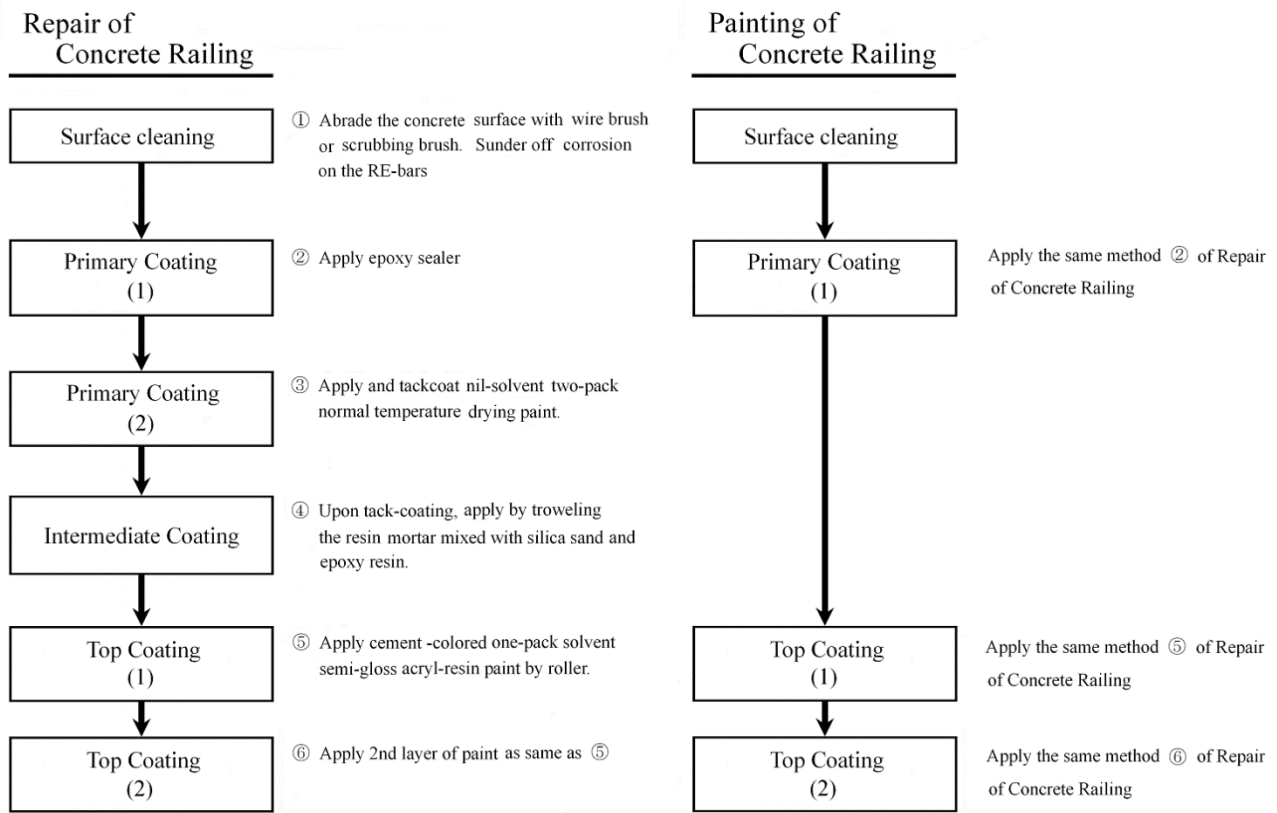 Repair of
Concrete Railing
Surface cleaning
① Abrade the concrete surface with wire brush
or scrubbing brush. Sunder off corrosion
on the RE-bars
Primary Coating
(1)
② Apply epoxy sealer
Primary Coating
(2)
③ Apply and tackcoat nil-solvent two-pack
normal temperature drying paint.
Intermediate Coating
④ Upon tack-coating, apply by troweling
the resin mortar mixed with silica sand and
epoxy resin.
Top Coating
(1)
⑤ Apply cement -colored one-pack solvent
semi-gloss acryl-resin paint by roller.
Top Coating
(2)
⑥ Apply 2nd layer of paint as same as ⑤
Painting of
Concrete Railing
Surface cleaning
Primary Coating
(1)
Apply the same method ② of Repair
of Concrete Railing
Top Coating
(1)
Apply the same method ⑤ of Repair
of Concrete Railing
Top Coating
(2)
Apply the same method ⑥ of Repair
of Concrete Railing